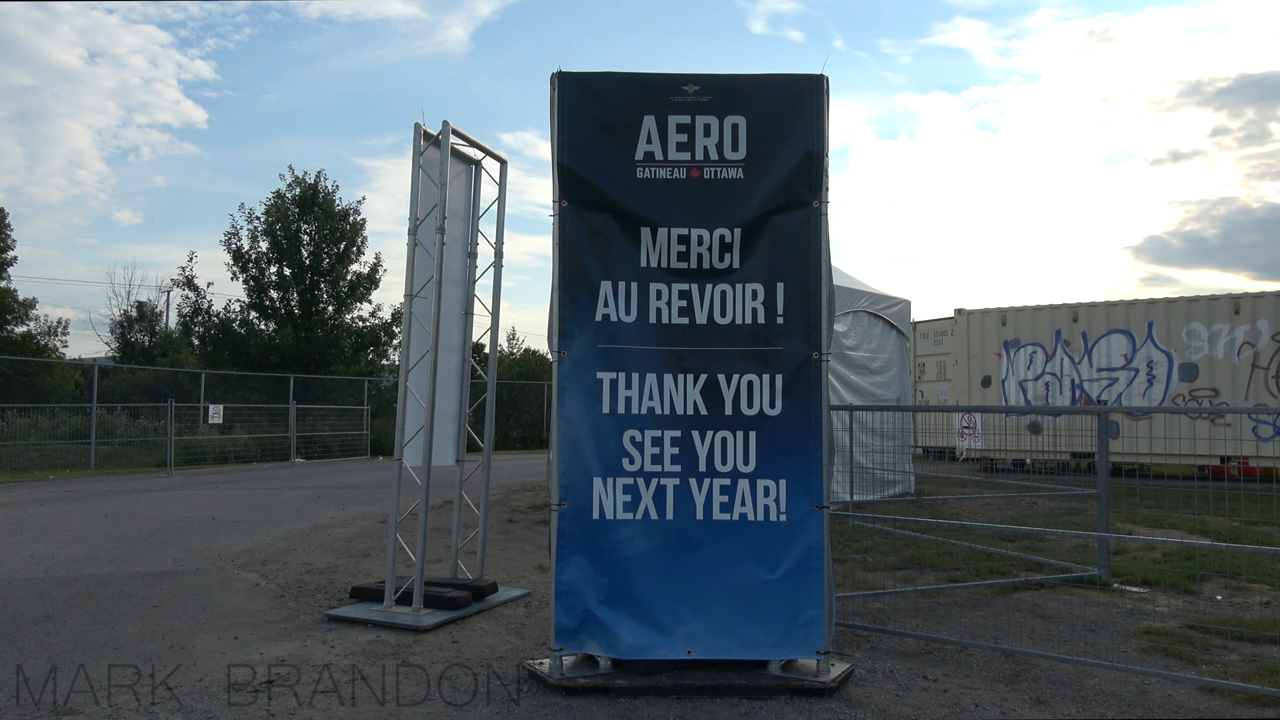 AERO
GATINEAU OTTAWA
MERCI
AU REVOIR !
THANK YOU
SEE YOU
NEXT YEAR!
MARK BRANDON